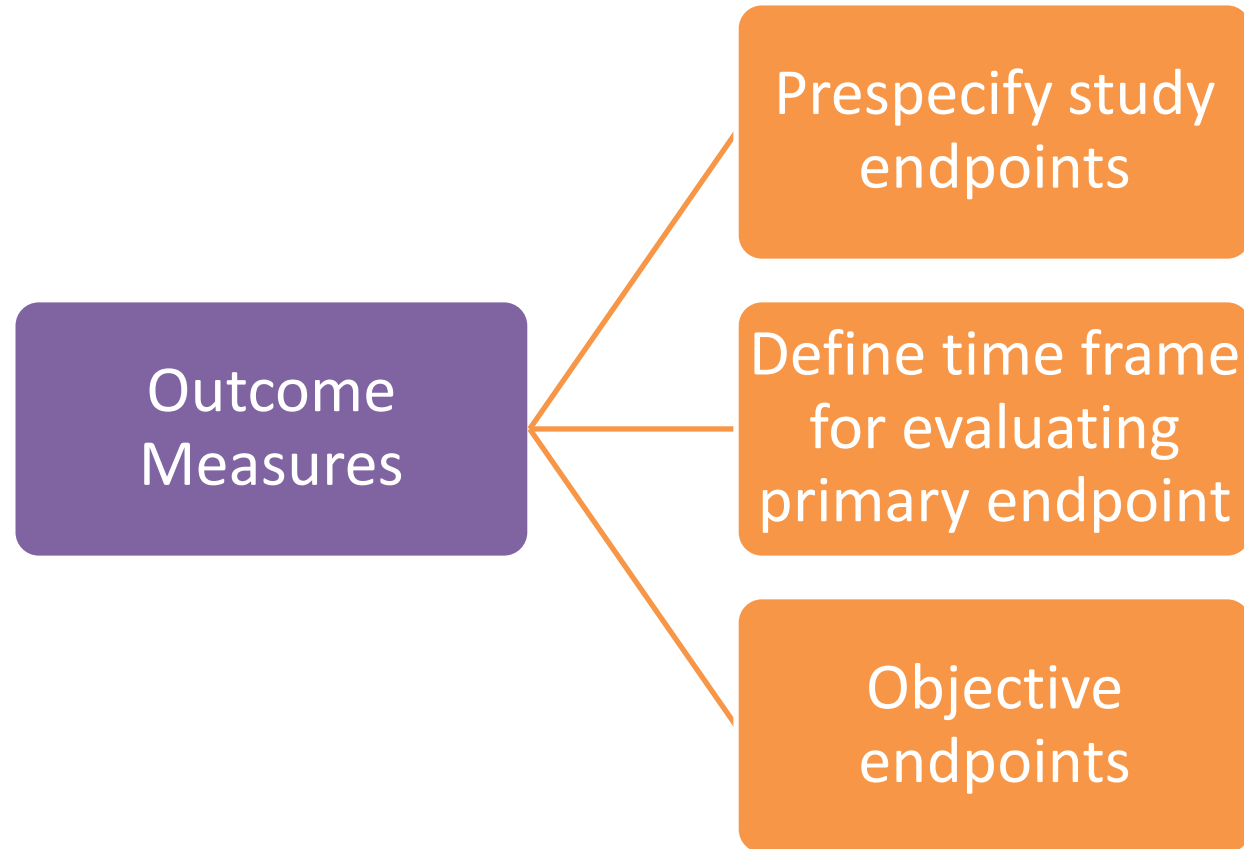 Outcome
Measures
Prespecify study
endpoints
Define time frame
for evaluating
primary endpoint
Objective
endpoints